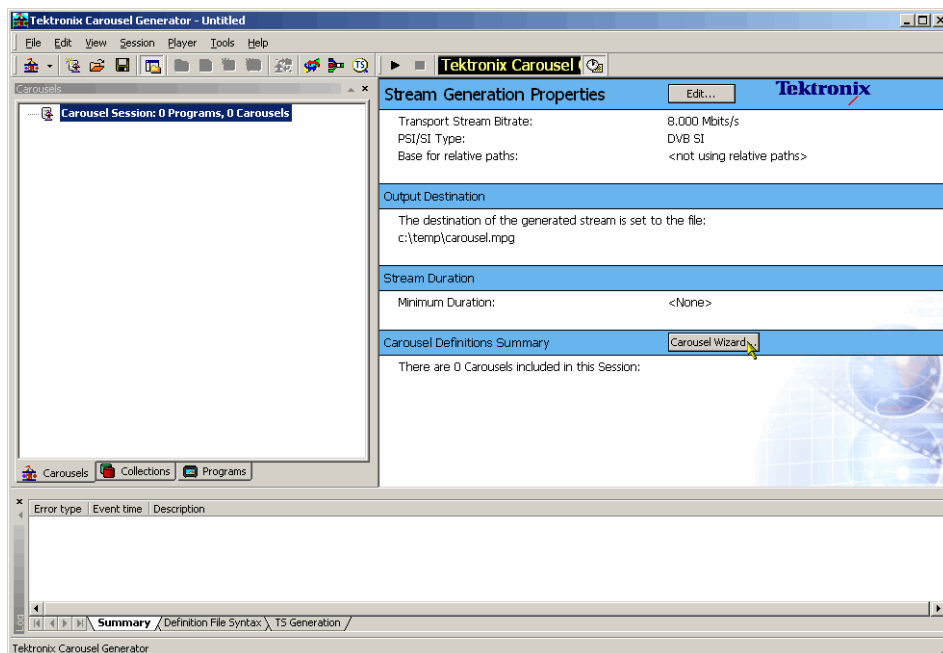 Tektronix Carousel Generator - Untitled
File Edit View Session Player Tools Help
Tektronix Carousel
Carousels
Stream Generation Properties Edit... Tektronix
Carousel Session: 0 Programs, 0 Carousels
Transport Stream Bitrate: 8.000 Mbits/s
PSI/SI Type: DVB SI
Base for relative paths: <not using relative paths>
Output Destination
The destination of the generated stream is set to the file:
c:\temp\carousel.mpg
Stream Duration
Minimum Duration: <None>
Carousel Definitions Summary Carousel Wizard...
There are 0 Carousels included in this Session:
Carousels Collections Programs
Error type Event time Description
LOG
Summary Definition File Syntax TS Generation
Tektronix Carousel Generator